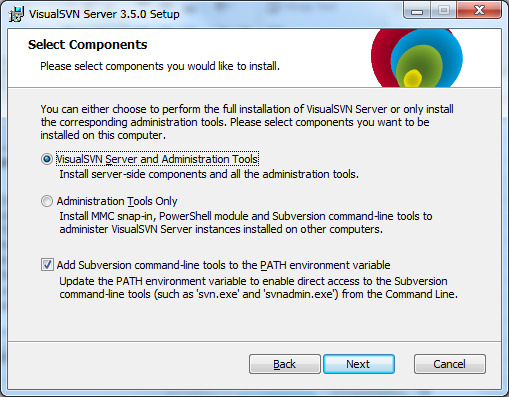 VisualSVN Server 3.5.0 Setup
Select Components
Please select components you would like to install.
You can either choose to perform the full installation of VisualSVN Server or only install
the corresponding administration tools. Please select components you want to be
installed on this computer.
VisualSVN Server and Administration Tools
Install server-side components and all the administration tools.
Administration Tools Only
Install MMC snap-in, PowerShell module and Subversion command-line tools to
administer VisualSVN Server instances installed on other computers.
Add Subversion command-line tools to the PATH environment variable
Update the PATH environment variable to enable direct access to the Subversion
command-line tools (such as 'svn.exe' and 'svnadmin.exe') from the Command Line.
Back Next Cancel